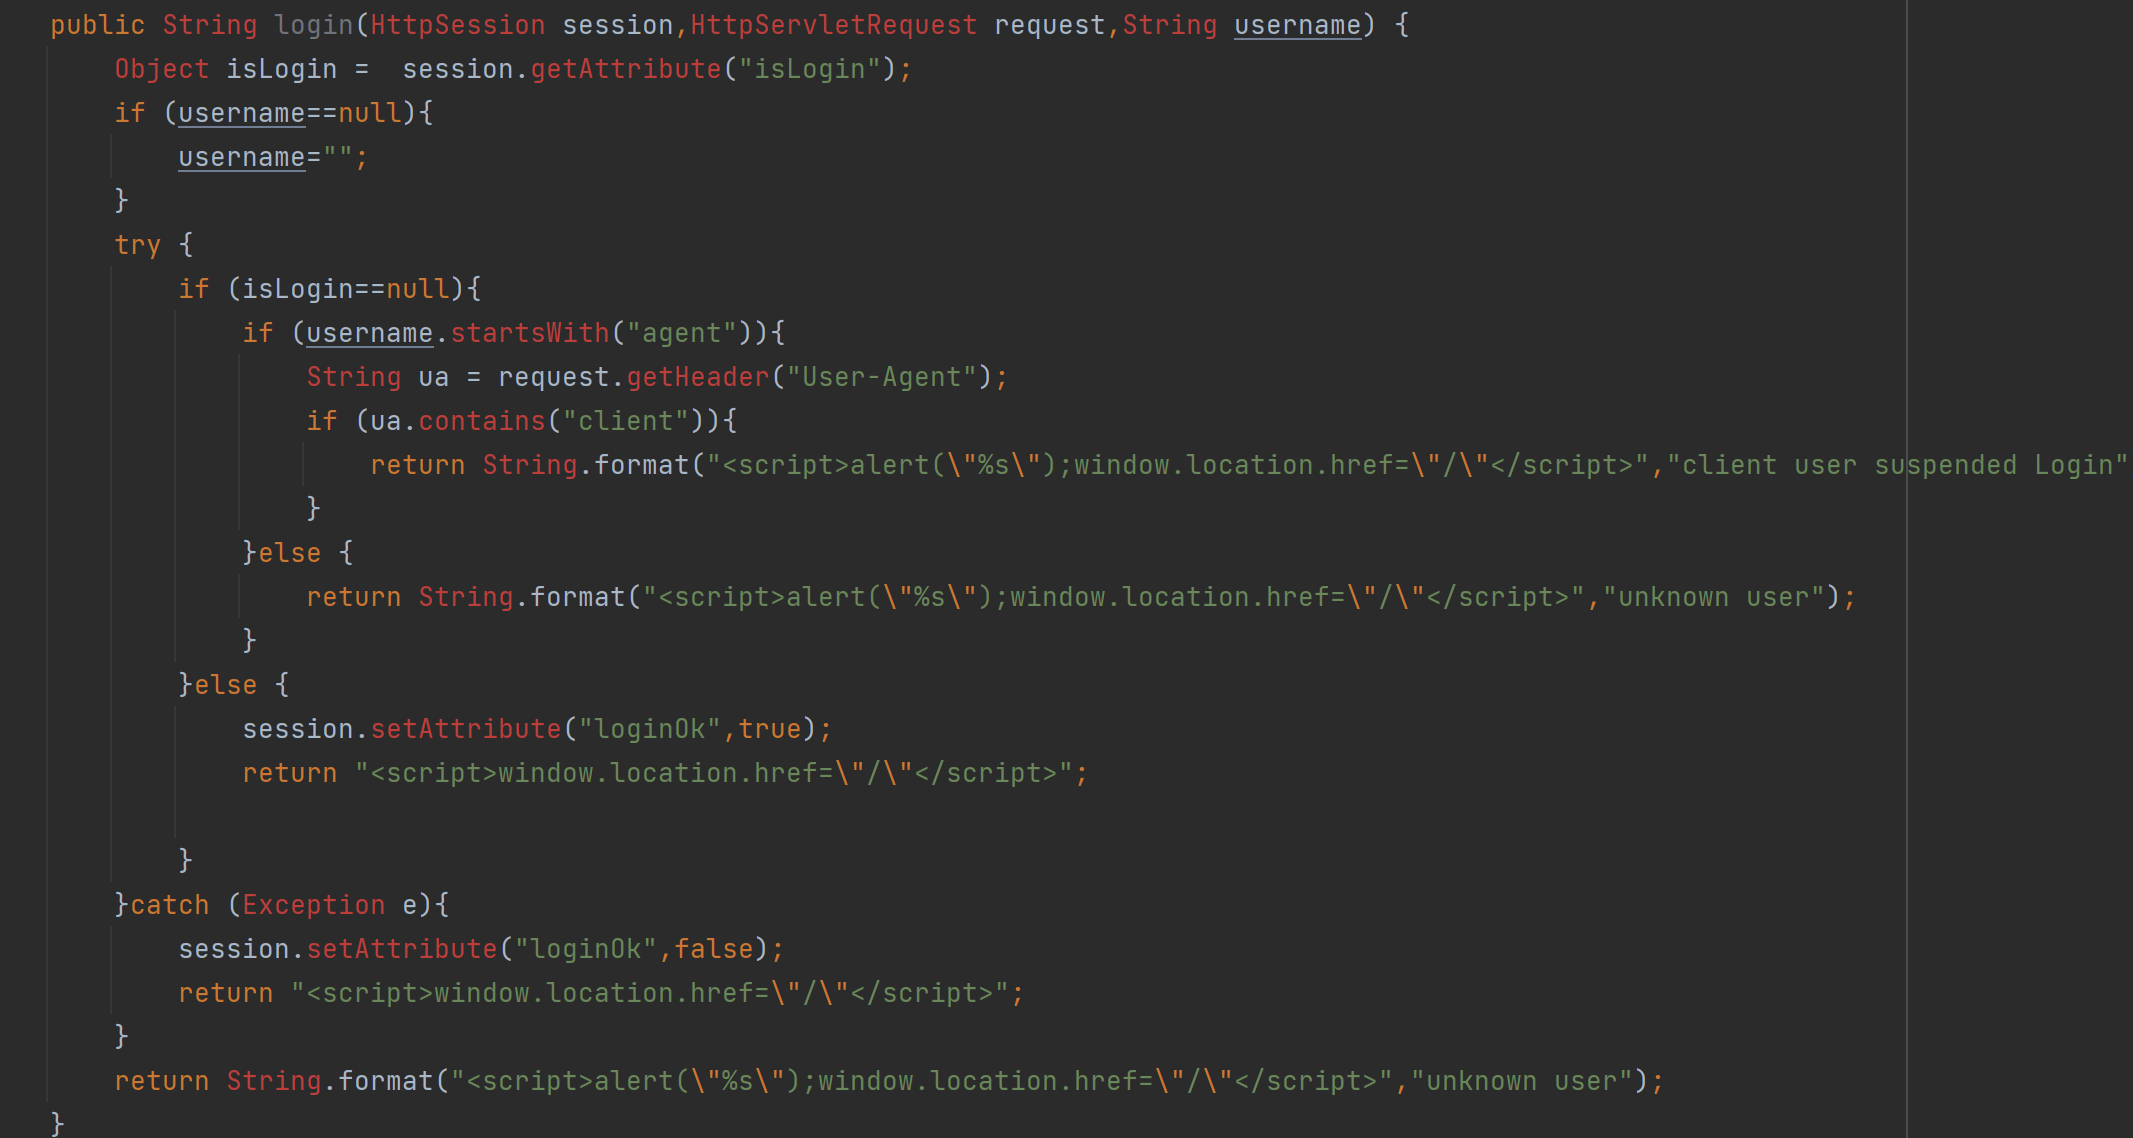 public String login(HttpSession session,HttpServletRequest request,String username) {
    Object isLogin =  session.getAttribute("isLogin");
    if (username==null){
        username="";
    }
    try {
        if (isLogin==null){
            if (username.startsWith("agent")){
                String ua = request.getHeader("User-Agent");
                if (ua.contains("client")){
                    return String.format("<script>alert(\"%s\");window.location.href=\"/\"</script>","client user suspended Login"
                }
            }else {
                return String.format("<script>alert(\"%s\");window.location.href=\"/\"</script>","unknown user");
            }
        }else {
            session.setAttribute("loginOk",true);
            return "<script>window.location.href=\"/\"</script>";
        }
    }catch (Exception e){
        session.setAttribute("loginOk",false);
        return "<script>window.location.href=\"/\"</script>";
    }
    return String.format("<script>alert(\"%s\");window.location.href=\"/\"</script>","unknown user");
}